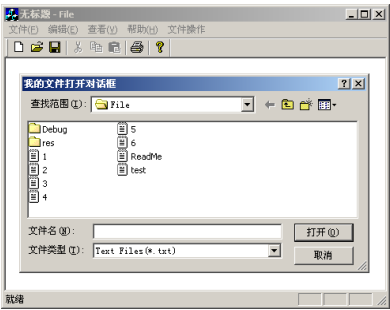 无标题 - File
文件(F) 编辑(E) 查看(V) 帮助(H) 文件操作
我的文件打开对话框
查找范围(I): File
Debug
res
1
2
3
4
5
6
ReadMe
test
文件名(N): 打开(O)
文件类型(T): Text Files(*.txt) 取消
就绪